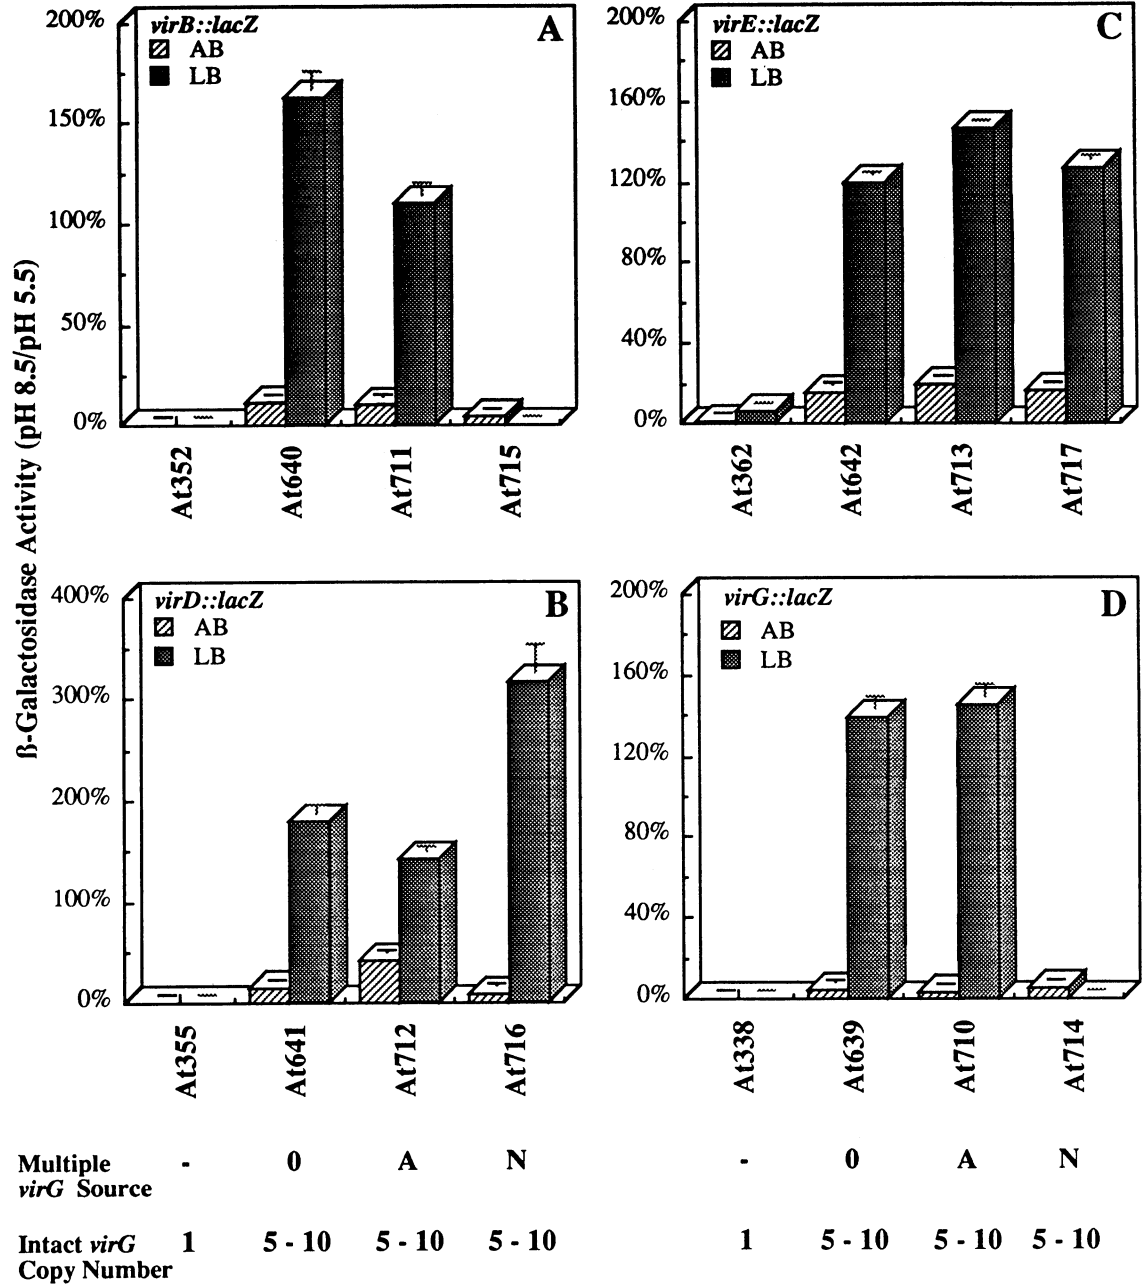 ß-Galactosidase Activity (pH 8.5/pH 5.5)
A
virB::lacZ
AB
LB
200%
150%
100%
50%
0%
At352
At640
At711
At715
C
virE::lacZ
AB
LB
200%
160%
120%
80%
40%
0%
At362
At642
At713
At717
B
virD::lacZ
AB
LB
400%
300%
200%
100%
0%
At355
At641
At712
At716
D
virG::lacZ
AB
LB
200%
160%
120%
80%
40%
0%
At338
At639
At710
At714
Multiple - 0 A N - 0 A N
virG Source
Intact virG 1 5 - 10 5 - 10 5 - 10 1 5 - 10 5 - 10 5 - 10
Copy Number